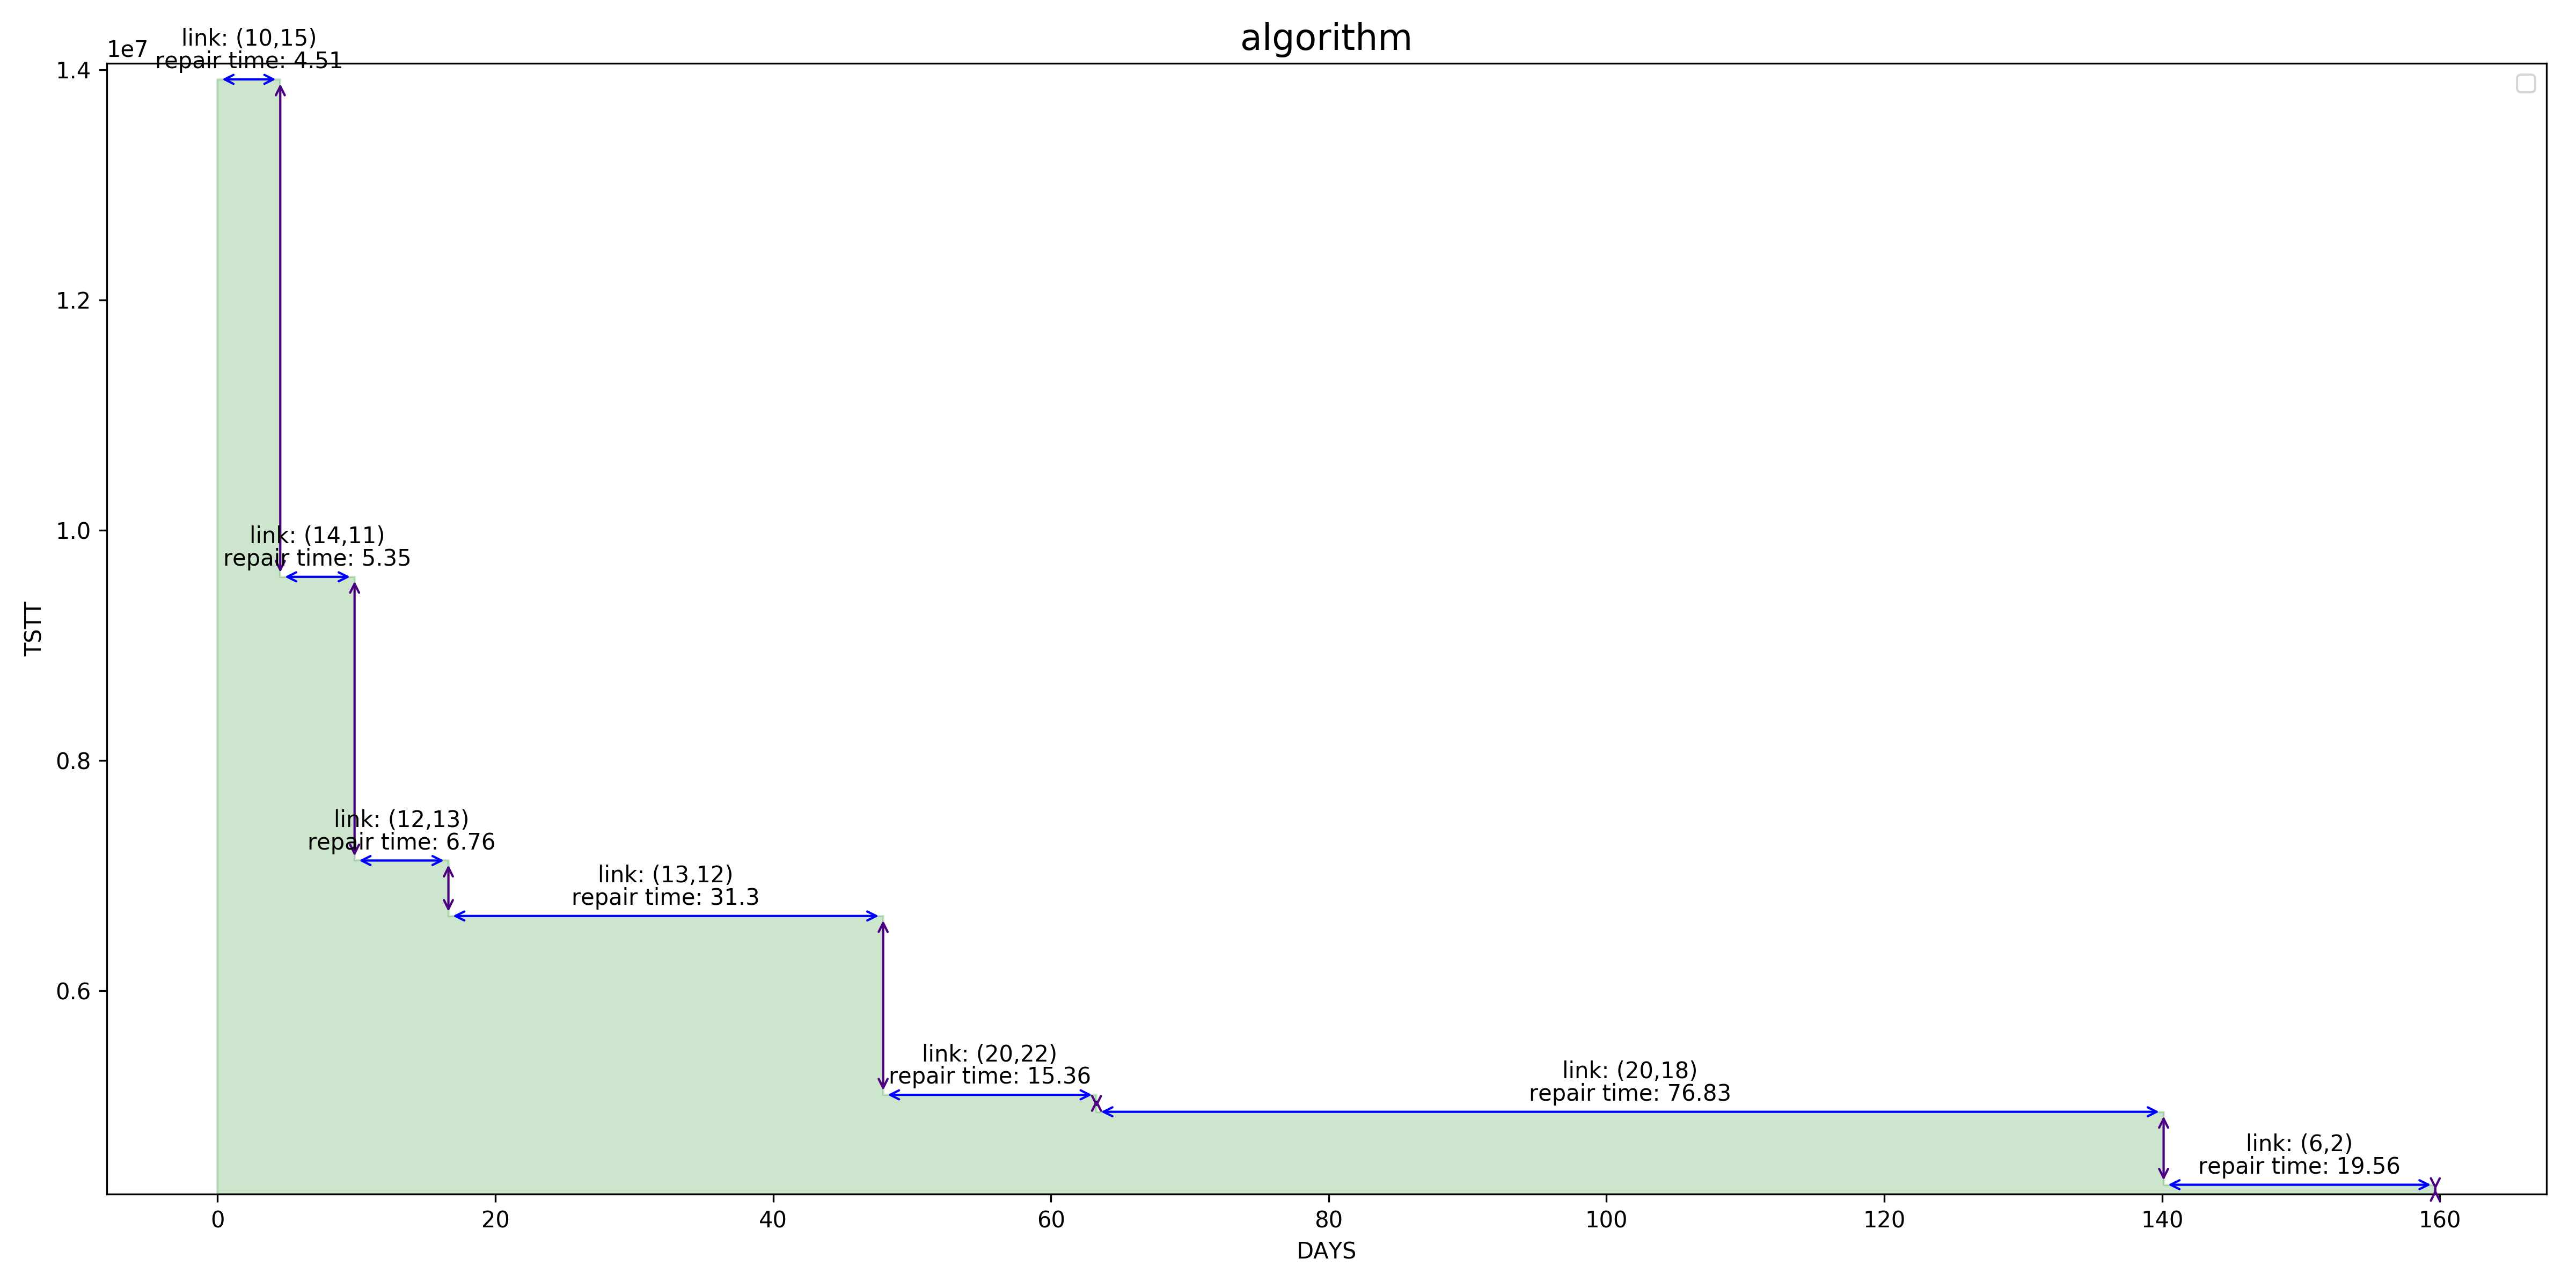 algorithm
1e7
link: (10,15)
repair time: 4.51
link: (14,11)
repair time: 5.35
link: (12,13)
repair time: 6.76
link: (13,12)
repair time: 31.3
link: (20,22)
repair time: 15.36
link: (20,18)
repair time: 76.83
link: (6,2)
repair time: 19.56
1.4
1.2
1.0
0.8
0.6
TSTT
0 20 40 60 80 100 120 140 160
DAYS